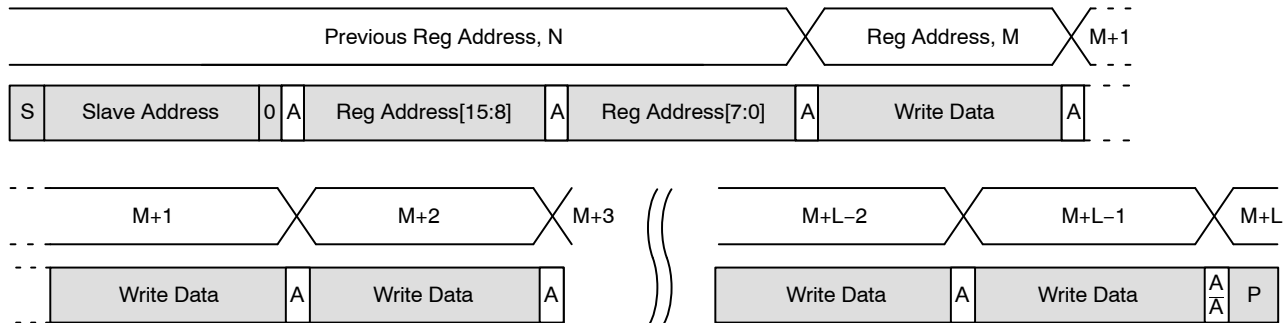 Previous Reg Address, N Reg Address, M M+1
S Slave Address 0 A Reg Address[15:8] A Reg Address[7:0] A Write Data A
M+1 M+2 M+3 M+L−2 M+L−1 M+L
Write Data A Write Data A Write Data A Write Data A/A̅ P